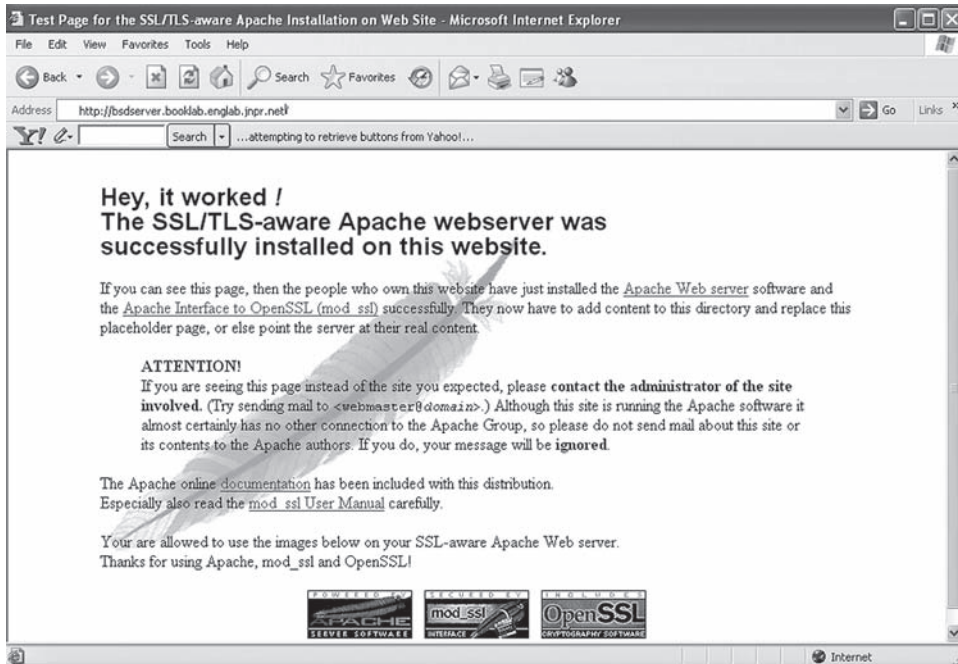 Test Page for the SSL/TLS-aware Apache Installation on Web Site - Microsoft Internet Explorer
File Edit View Favorites Tools Help
Back Search Favorites
Address http://bsdserver.booklab.englab.jnpr.net/ Go Links »
Y! Search ...attempting to retrieve buttons from Yahoo!...
Hey, it worked !
The SSL/TLS-aware Apache webserver was
successfully installed on this website.
If you can see this page, then the people who own this website have just installed the Apache Web server software and
the Apache Interface to OpenSSL (mod_ssl) successfully. They now have to add content to this directory and replace this
placeholder page, or else point the server at their real content.
ATTENTION!
If you are seeing this page instead of the site you expected, please contact the administrator of the site
involved. (Try sending mail to <webmaster@domain>.) Although this site is running the Apache software it
almost certainly has no other connection to the Apache Group, so please do not send mail about this site or
its contents to the Apache authors. If you do, your message will be ignored.
The Apache online documentation has been included with this distribution.
Especially also read the mod_ssl User Manual carefully.
Your are allowed to use the images below on your SSL-aware Apache Web server.
Thanks for using Apache, mod_ssl and OpenSSL!
POWERED BY SECURED BY INCLUDES
APACHE mod_ssl OpenSSL
SERVER SOFTWARE INTERFACE CRYPTOGRAPHY SOFTWARE
Internet